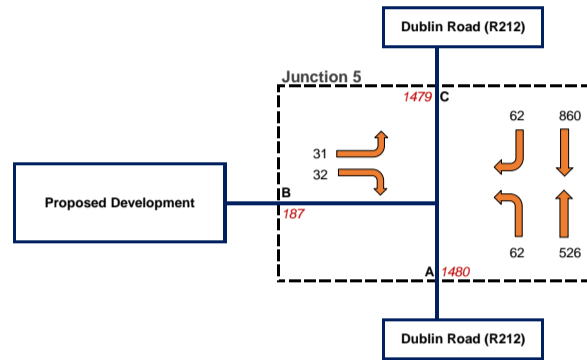 Dublin Road (R212)
Junction 5
1479 C
62 860
31
32
B
Proposed Development
187
62 526
A 1480
Dublin Road (R212)